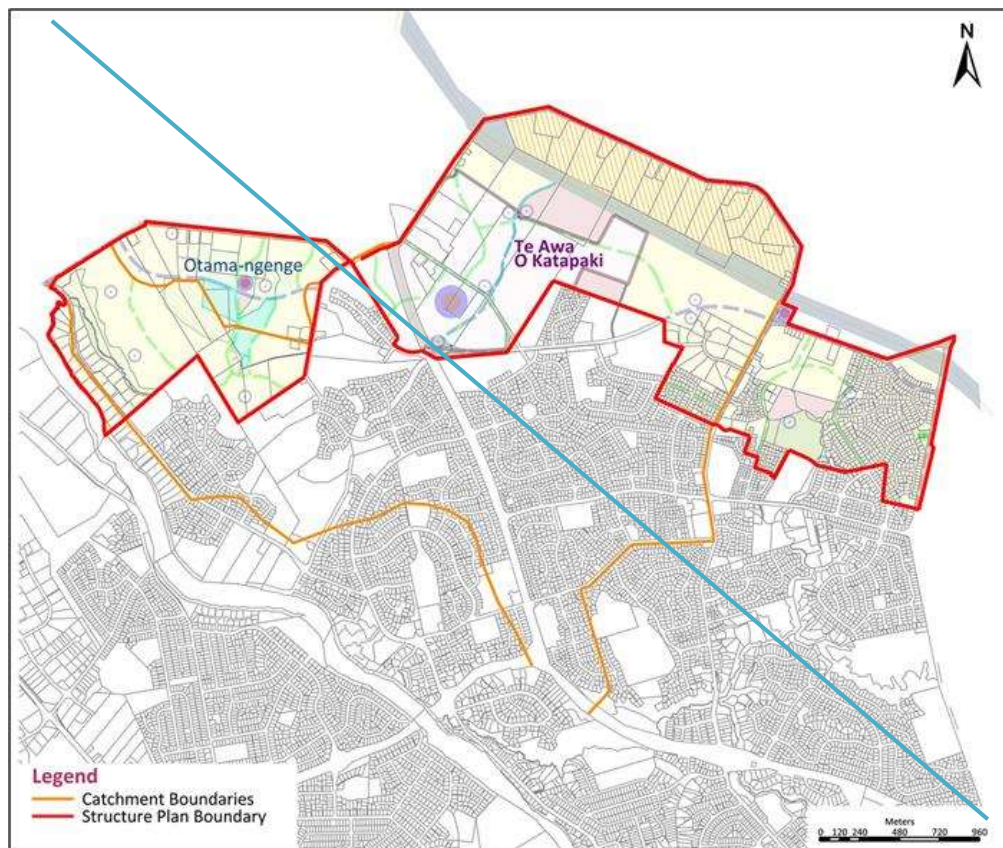 N
Otama-ngenge
Te Awa
O Katapaki
Legend
Catchment Boundaries
Structure Plan Boundary
Meters
0 120 240 480 720 960